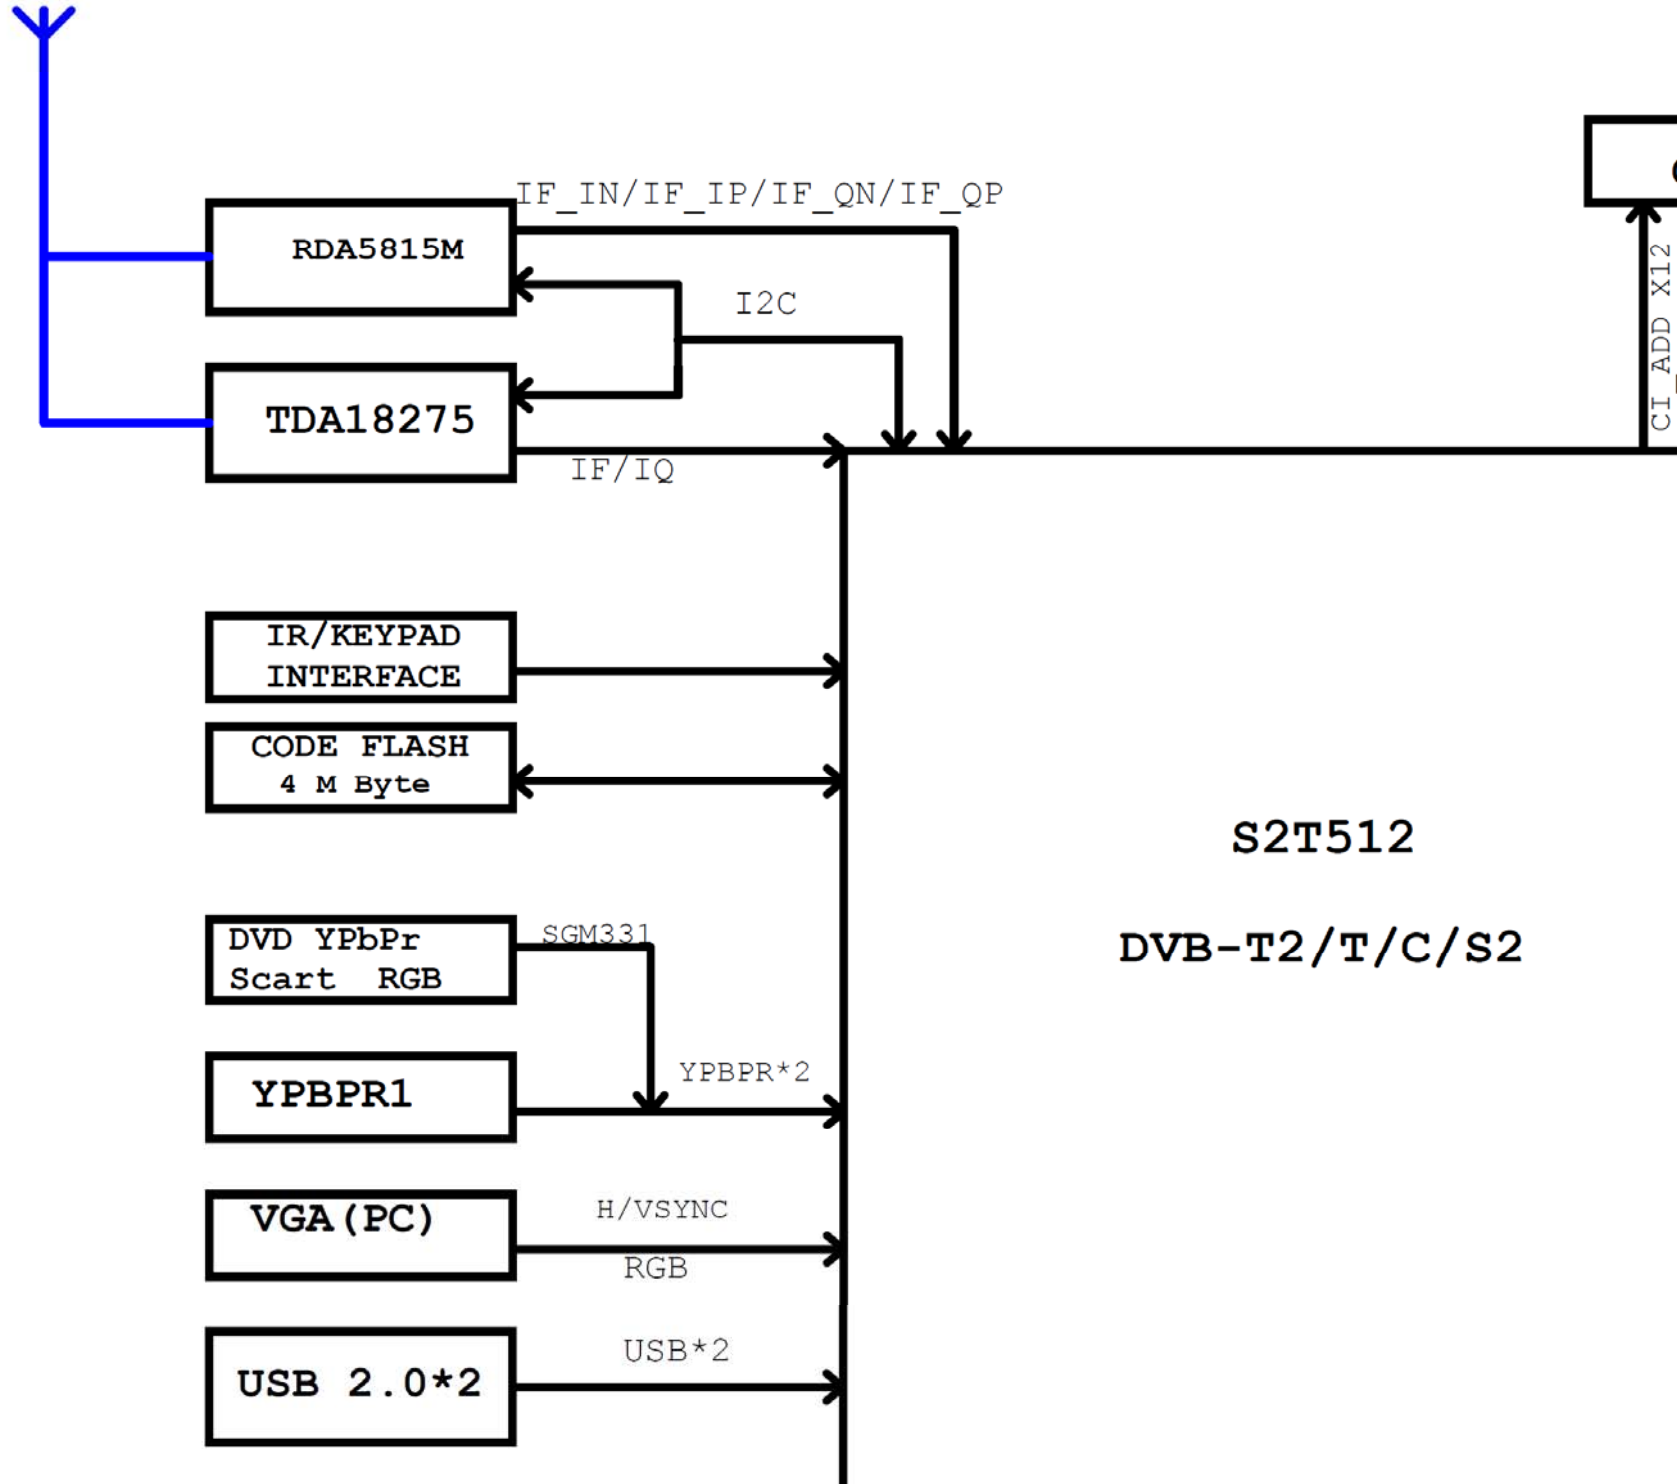 IF_IN/IF_IP/IF_QN/IF_QP
RDA5815M
I2C
TDA18275
IF/IQ
CI_ADD X12
IR/KEYPAD
INTERFACE
CODE FLASH
4 M Byte
S2T512
DVB-T2/T/C/S2
DVD YPbPr
Scart RGB
SGM331
YPBPR1
YPBPR*2
VGA(PC)
H/VSYNC
RGB
USB 2.0*2
USB*2